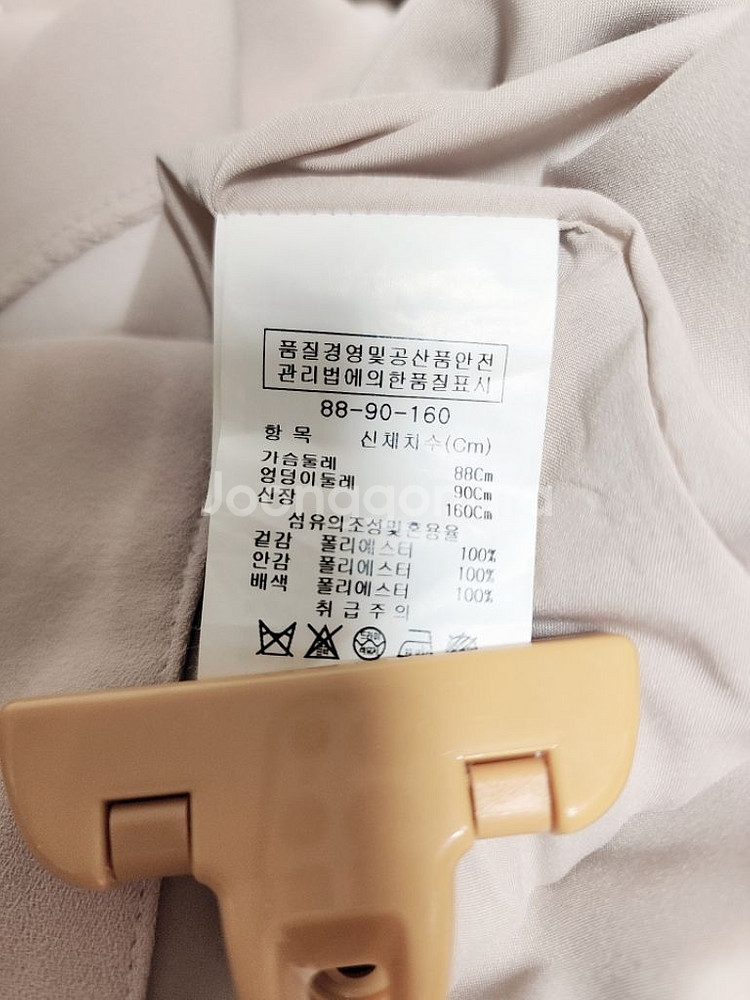 품질경영및공산품안전
관리법에의한품질표시
88-90-160
항 목 신체치수(Cm)
가슴둘레 88Cm
엉덩이둘레 90Cm
신장 160Cm
섬유의조성및혼용율
겉감 폴리에스터 100%
안감 폴리에스터 100%
배색 폴리에스터 100%
취 급 주 의
드라이
Joonggonara